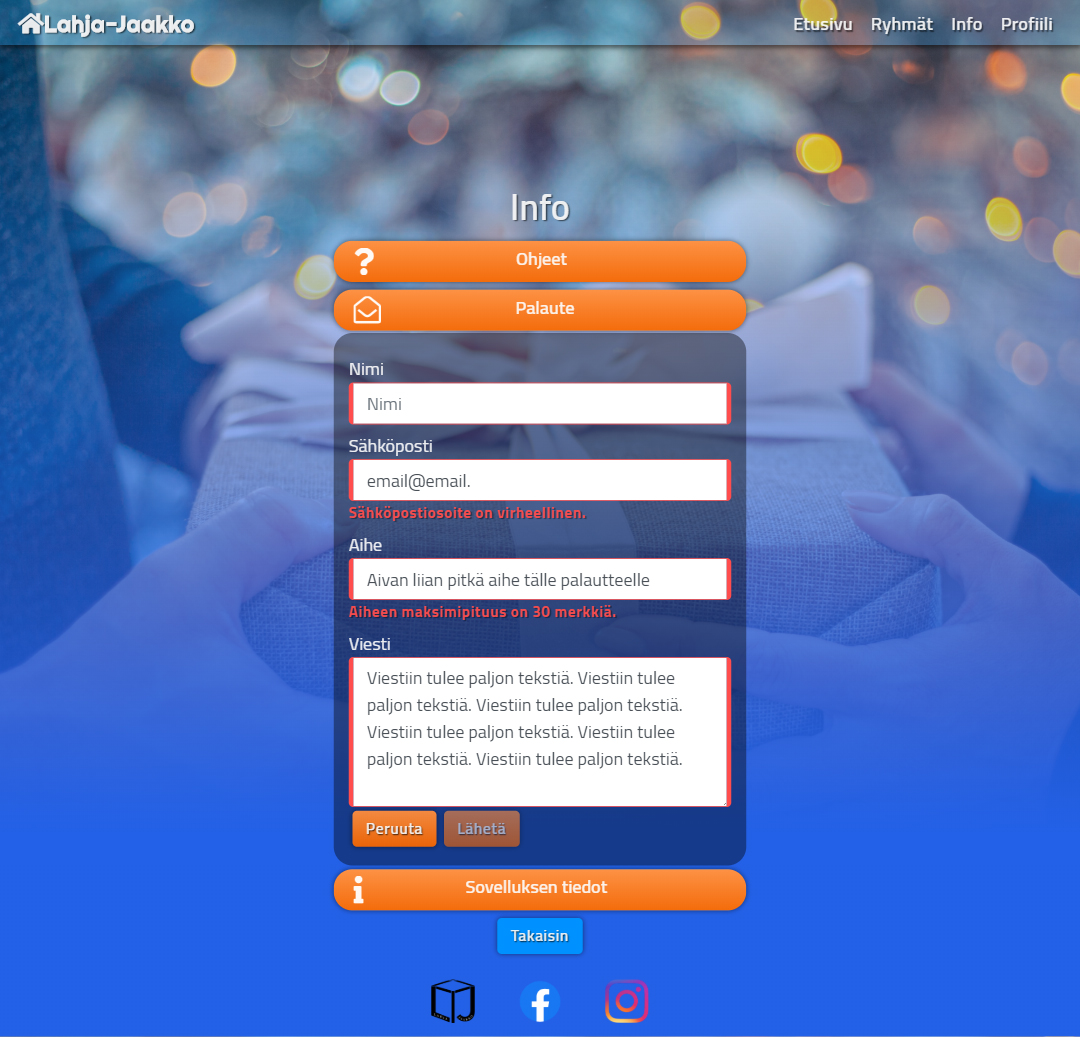 Lahja-Jaakko
Etusivu Ryhmät Info Profiili
Info
Ohjeet
Palaute
Nimi
Nimi
Sähköposti
email@email.
Sähköpostiosoite on virheellinen.
Aihe
Aivan liian pitkä aihe tälle palautteelle
Aiheen maksimipituus on 30 merkkiä.
Viesti
Viestiin tulee paljon tekstiä. Viestiin tulee
paljon tekstiä. Viestiin tulee paljon tekstiä.
Viestiin tulee paljon tekstiä. Viestiin tulee
paljon tekstiä. Viestiin tulee paljon tekstiä.
Peruuta Lähetä
Sovelluksen tiedot
Takaisin